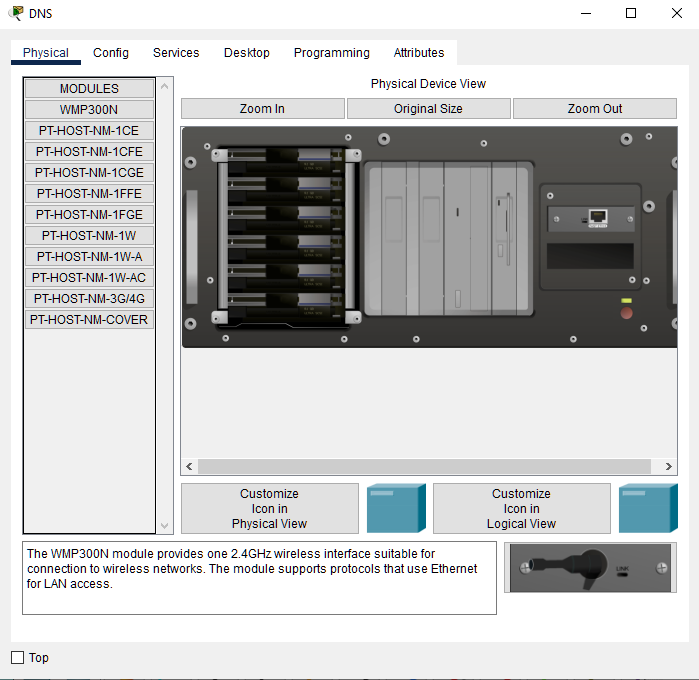 DNS
Physical Config Services Desktop Programming Attributes
MODULES
WMP300N
PT-HOST-NM-1CE
PT-HOST-NM-1CFE
PT-HOST-NM-1CGE
PT-HOST-NM-1FFE
PT-HOST-NM-1FGE
PT-HOST-NM-1W
PT-HOST-NM-1W-A
PT-HOST-NM-1W-AC
PT-HOST-NM-3G/4G
PT-HOST-NM-COVER
Physical Device View
Zoom In Original Size Zoom Out
Customize
Icon in
Physical View
Customize
Icon in
Logical View
The WMP300N module provides one 2.4GHz wireless interface suitable for
connection to wireless networks. The module supports protocols that use Ethernet
for LAN access.
LINK
Top